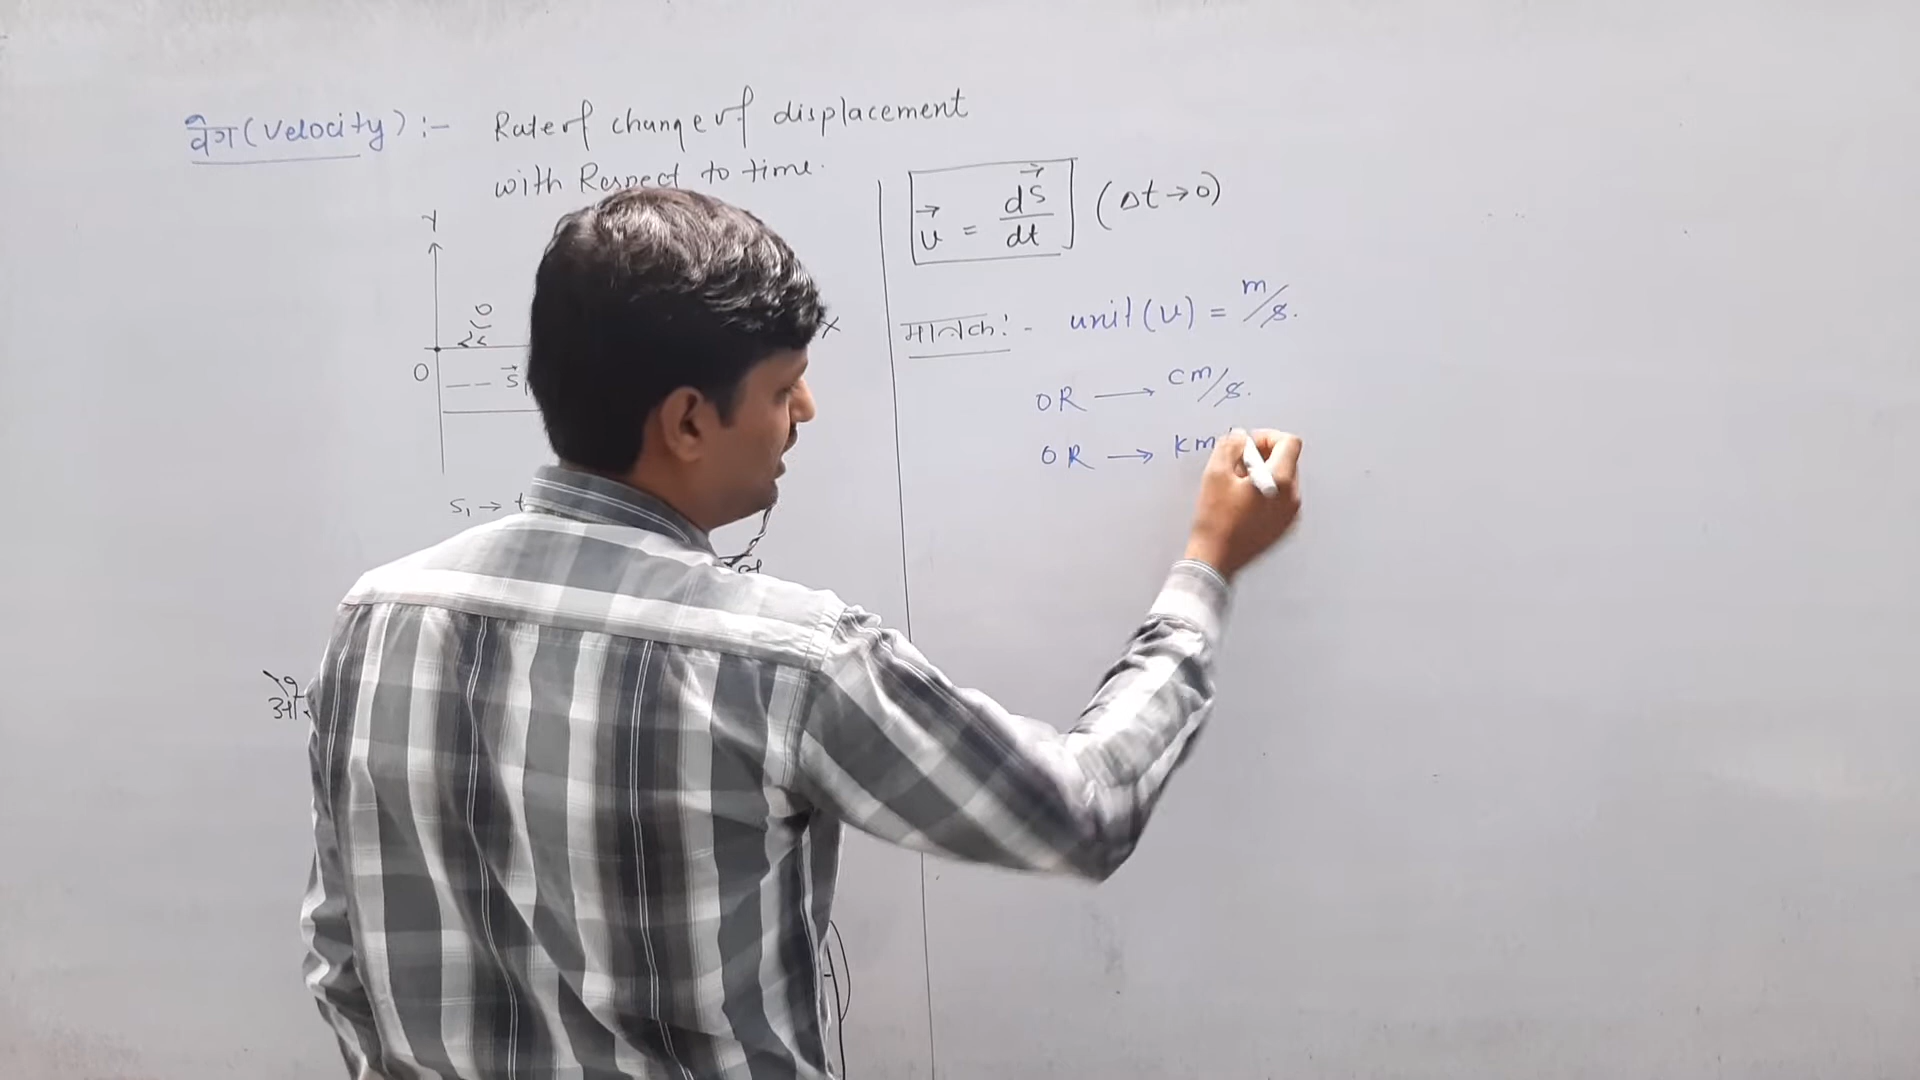 वेग (Velocity) :- Rate of change of displacement
with Respect to time.
Y
O
X
S⃗
S₁ → t
v⃗ = dS⃗/dt (Δt→0)
मात्रक :- unit (v) = m/s.
OR → cm/s.
OR → km